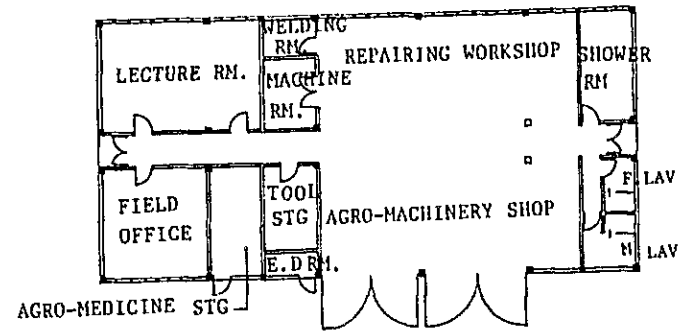 WELDING
RM.
REPAIRING WORKSHOP
SHOWER
RM
LECTURE RM.
MACHINE
RM.
FIELD
OFFICE
TOOL
STG
AGRO-MACHINERY SHOP
F LAV
M LAV
E.D RM.
AGRO-MEDICINE STG